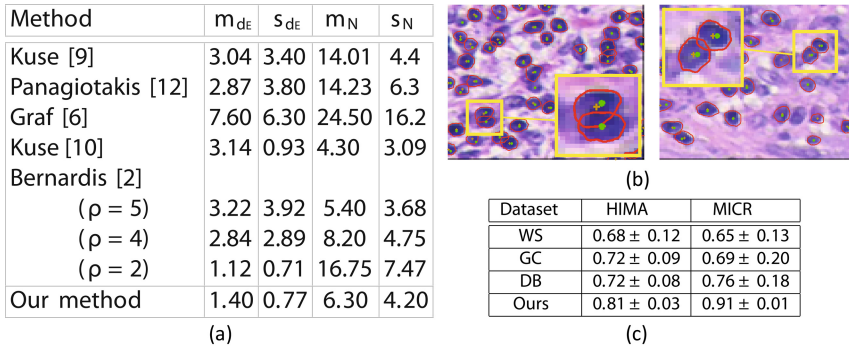 Method m dE s dE m N s N
Kuse [9] 3.04 3.40 14.01 4.4
Panagiotakis [12] 2.87 3.80 14.23 6.3
Graf [6] 7.60 6.30 24.50 16.2
Kuse [10] 3.14 0.93 4.30 3.09
Bernardis [2]
(ρ = 5) 3.22 3.92 5.40 3.68
(ρ = 4) 2.84 2.89 8.20 4.75
(ρ = 2) 1.12 0.71 16.75 7.47
Our method 1.40 0.77 6.30 4.20
(a)
(b)
Dataset HIMA MICR
WS 0.68 ± 0.12 0.65 ± 0.13
GC 0.72 ± 0.09 0.69 ± 0.20
DB 0.72 ± 0.08 0.76 ± 0.18
Ours 0.81 ± 0.03 0.91 ± 0.01
(c)